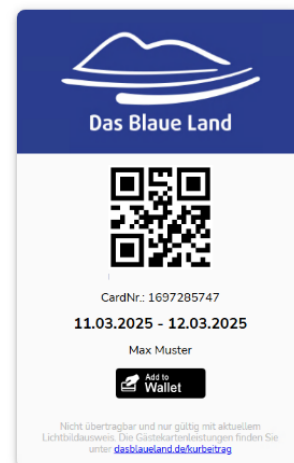 Das Blaue Land
CardNr.: 1697285747
11.03.2025 - 12.03.2025
Max Muster
Add to
Wallet
Nicht übertragbar und nur gültig mit aktuellem
Lichtbildausweis. Die Gästekartenleistungen finden Sie
unter dasblaueland.de/kurbeitrag